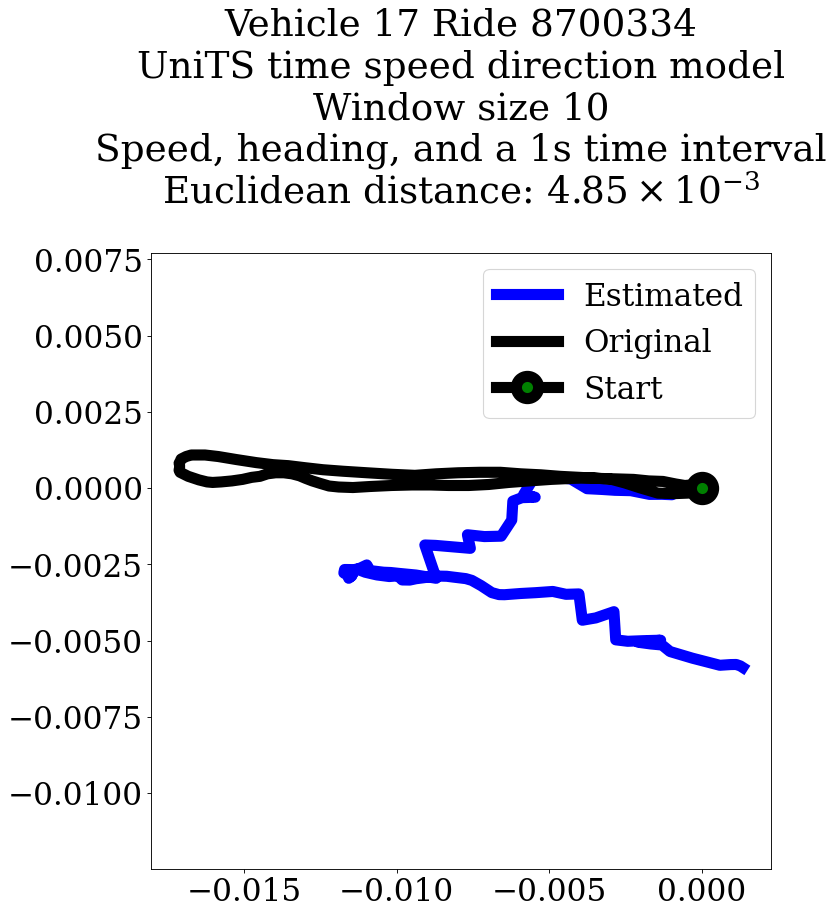 Vehicle 17 Ride 8700334
UniTS time speed direction model
Window size 10
Speed, heading, and a 1s time interval
Euclidean distance: 4.85 × 10⁻³
0.0075
0.0050
0.0025
0.0000
−0.0025
−0.0050
−0.0075
−0.0100
Estimated
Original
Start
−0.015
−0.010
−0.005
0.000